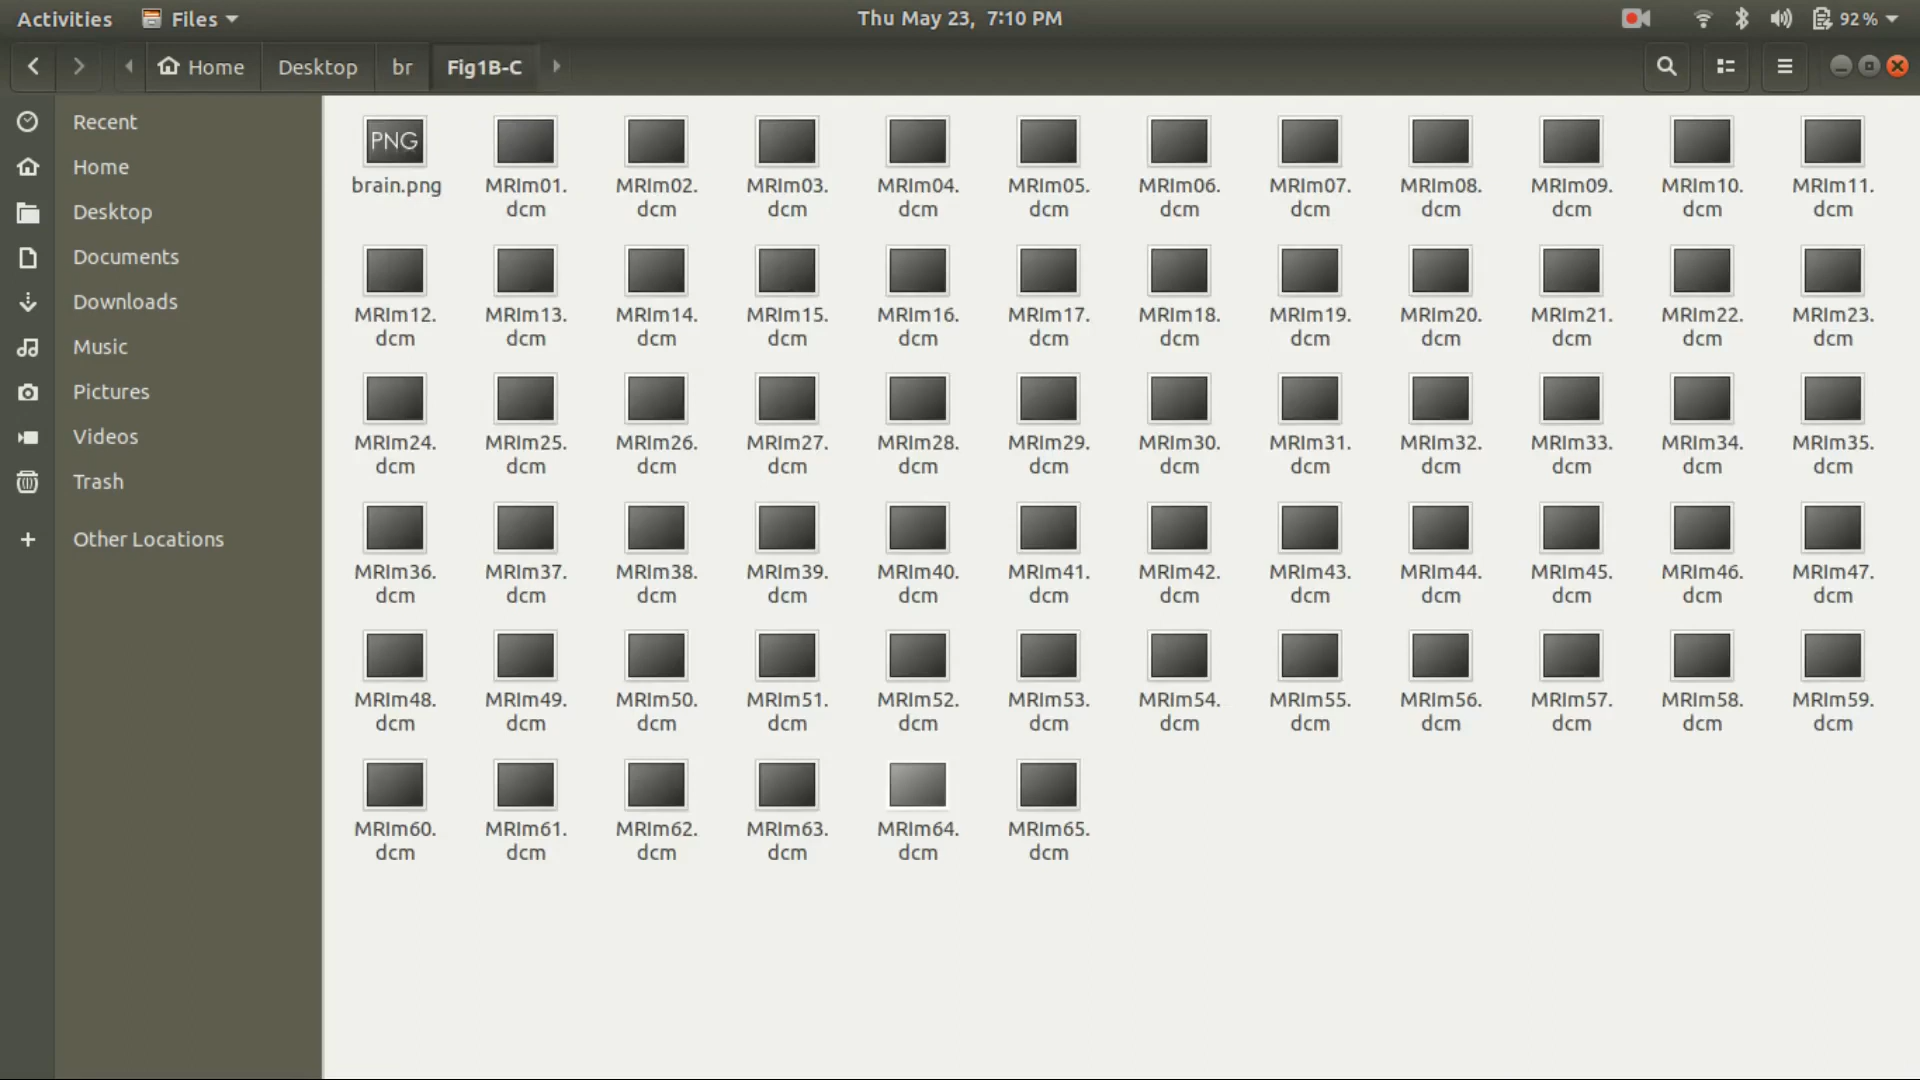 Activities Files Thu May 23, 7:10 PM 92%
Home Desktop br Fig1B-C
Recent
Home
Desktop
Documents
Downloads
Music
Pictures
Videos
Trash
Other Locations
PNG
brain.png MRIm01. MRIm02. MRIm03. MRIm04. MRIm05. MRIm06. MRIm07. MRIm08. MRIm09. MRIm10. MRIm11.
dcm dcm dcm dcm dcm dcm dcm dcm dcm dcm dcm
MRIm12. MRIm13. MRIm14. MRIm15. MRIm16. MRIm17. MRIm18. MRIm19. MRIm20. MRIm21. MRIm22. MRIm23.
dcm dcm dcm dcm dcm dcm dcm dcm dcm dcm dcm dcm
MRIm24. MRIm25. MRIm26. MRIm27. MRIm28. MRIm29. MRIm30. MRIm31. MRIm32. MRIm33. MRIm34. MRIm35.
dcm dcm dcm dcm dcm dcm dcm dcm dcm dcm dcm dcm
MRIm36. MRIm37. MRIm38. MRIm39. MRIm40. MRIm41. MRIm42. MRIm43. MRIm44. MRIm45. MRIm46. MRIm47.
dcm dcm dcm dcm dcm dcm dcm dcm dcm dcm dcm dcm
MRIm48. MRIm49. MRIm50. MRIm51. MRIm52. MRIm53. MRIm54. MRIm55. MRIm56. MRIm57. MRIm58. MRIm59.
dcm dcm dcm dcm dcm dcm dcm dcm dcm dcm dcm dcm
MRIm60. MRIm61. MRIm62. MRIm63. MRIm64. MRIm65.
dcm dcm dcm dcm dcm dcm